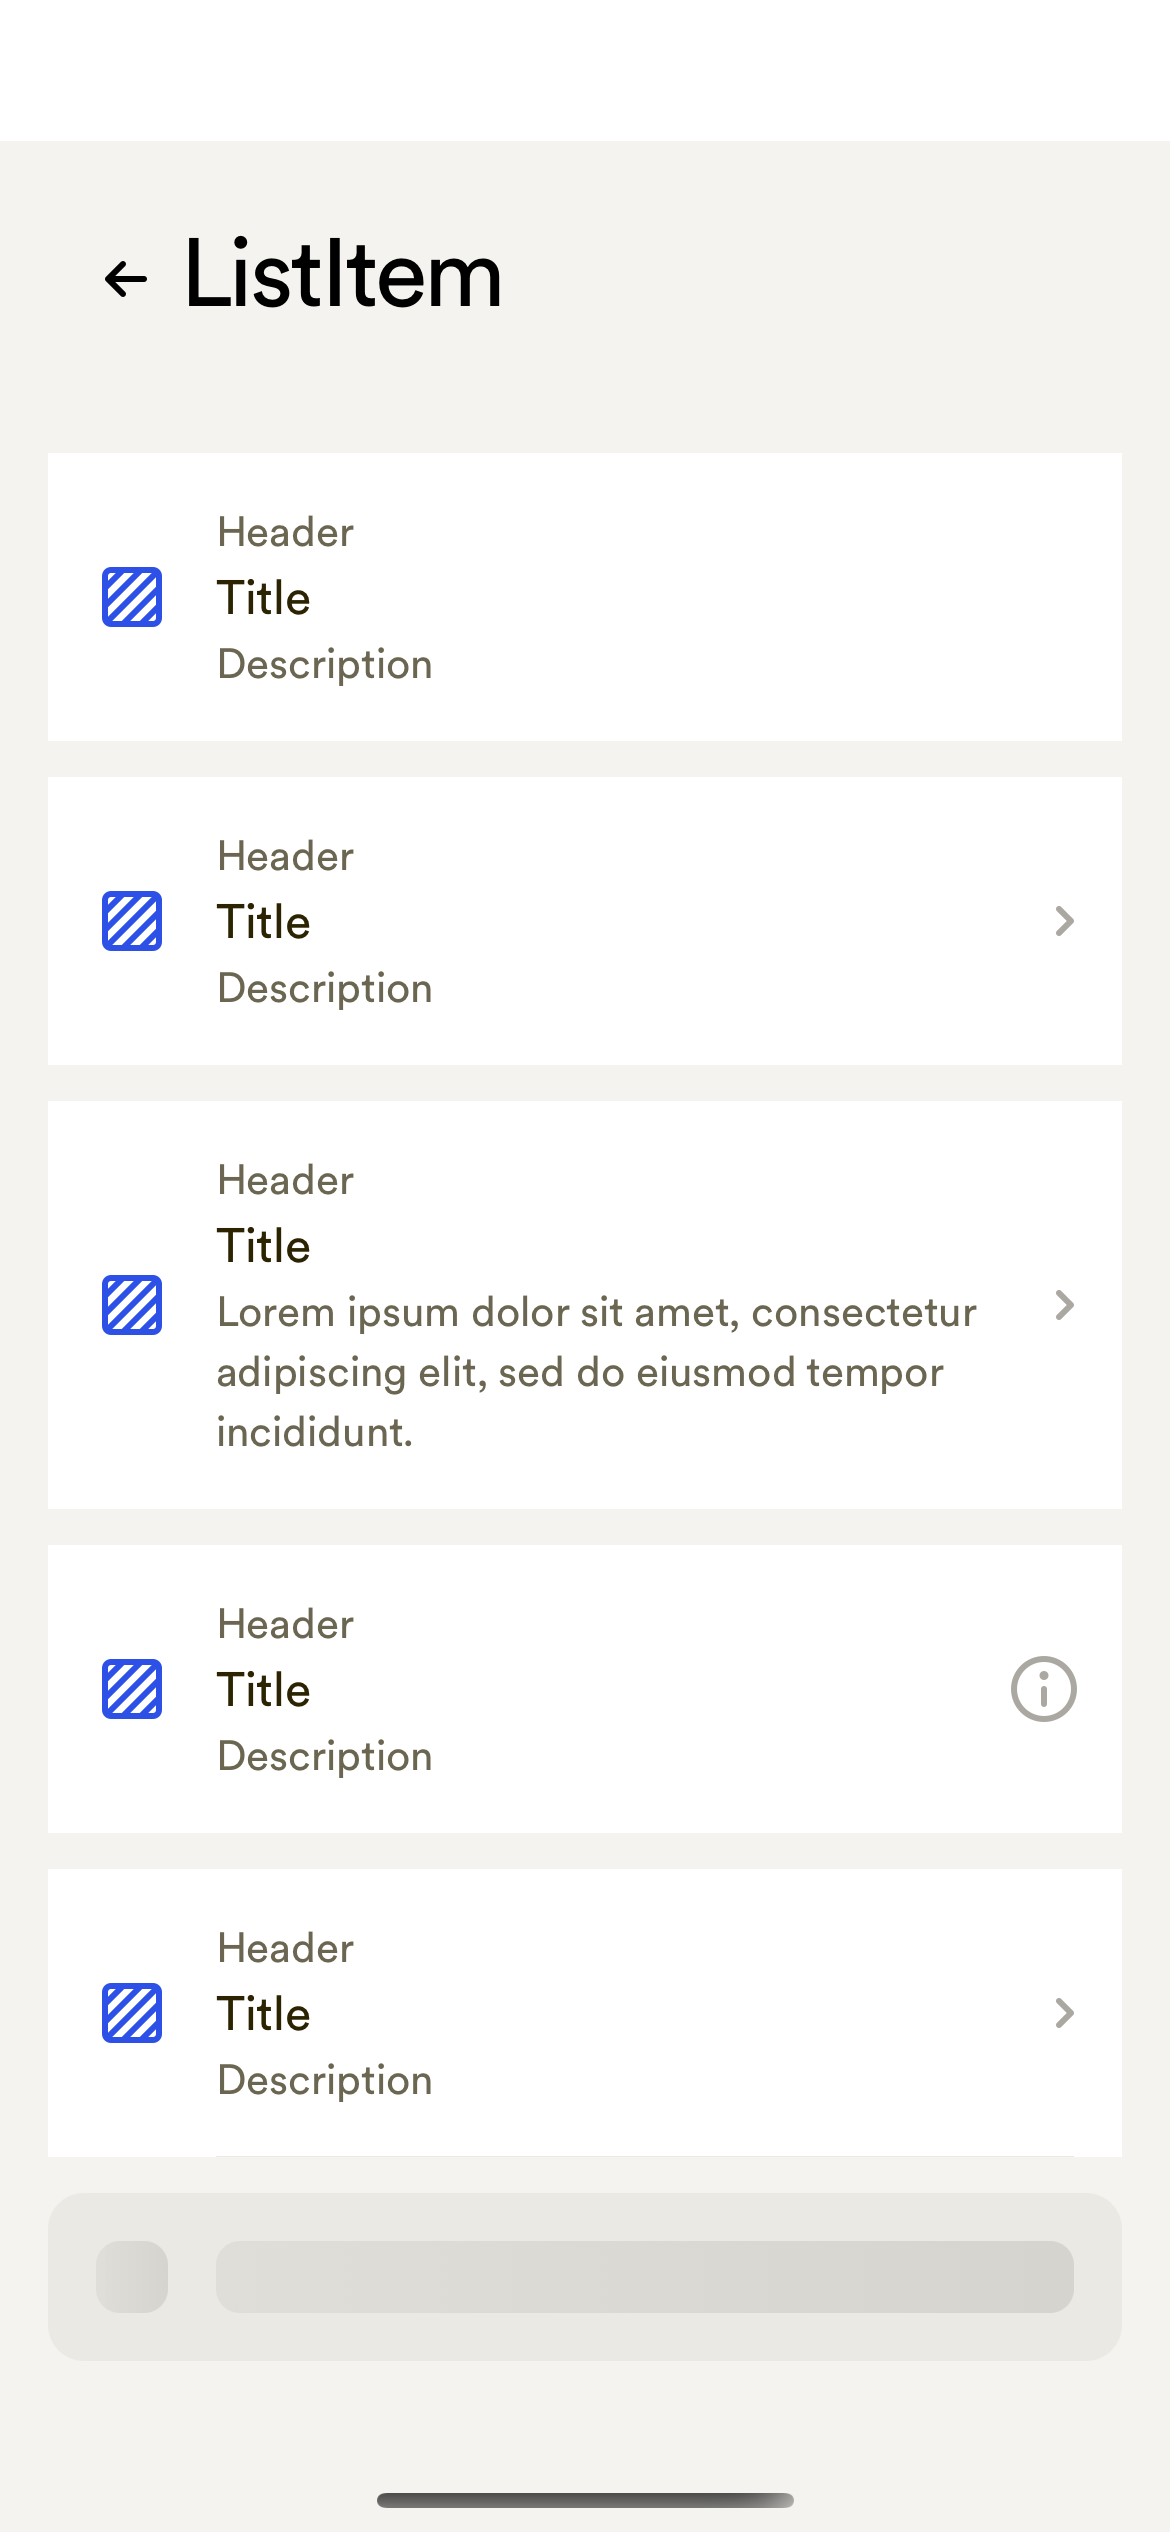 ListItem
Header
Title
Description
Header
Title
Description
Header
Title
Lorem ipsum dolor sit amet, consectetur
adipiscing elit, sed do eiusmod tempor
incididunt.
Header
Title
Description
Header
Title
Description